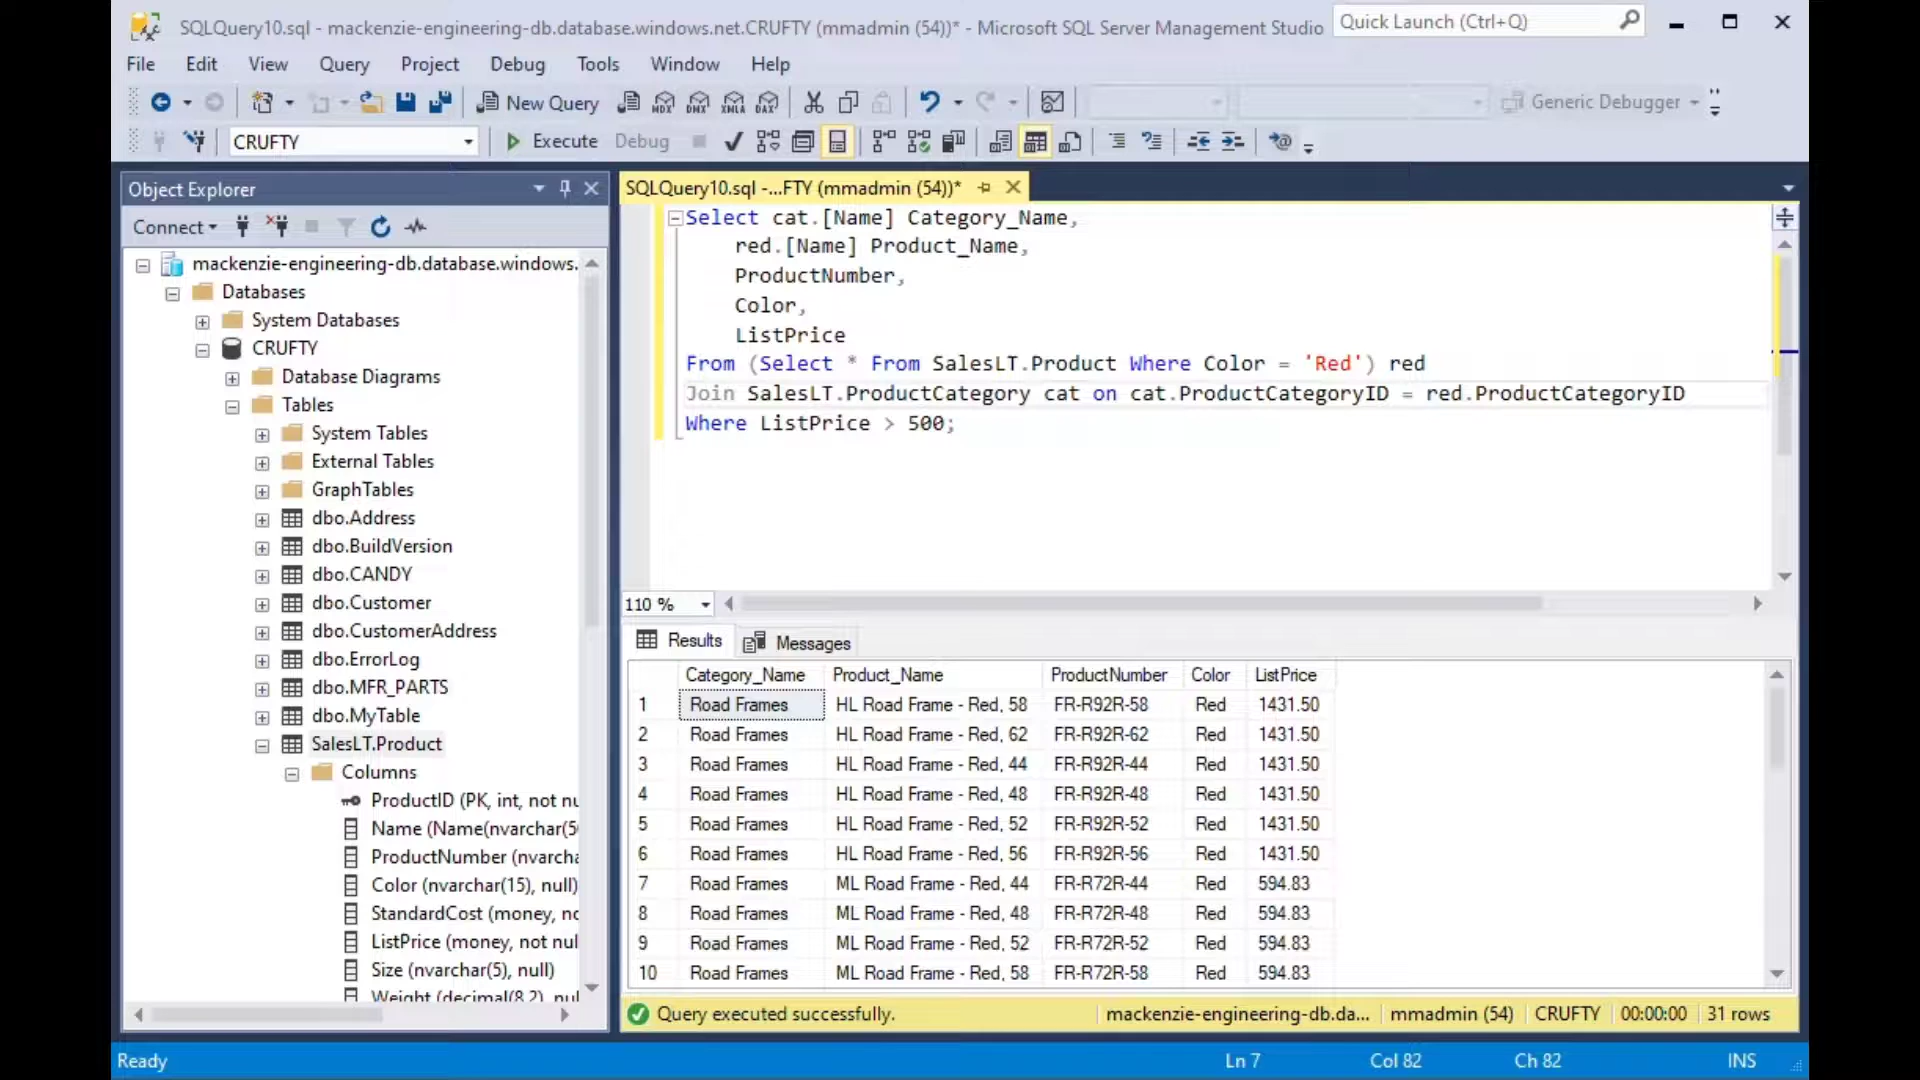 SQLQuery10.sql - mackenzie-engineering-db.database.windows.net.CRUFTY (mmadmin (54))* - Microsoft SQL Server Management Studio
Quick Launch (Ctrl+Q)
File Edit View Query Project Debug Tools Window Help
New Query
MDX DMX XMLA DAX
Generic Debugger
CRUFTY
Execute Debug
Object Explorer
Connect
mackenzie-engineering-db.database.windows.
Databases
System Databases
CRUFTY
Database Diagrams
Tables
System Tables
External Tables
GraphTables
dbo.Address
dbo.BuildVersion
dbo.CANDY
dbo.Customer
dbo.CustomerAddress
dbo.ErrorLog
dbo.MFR_PARTS
dbo.MyTable
SalesLT.Product
Columns
ProductID (PK, int, not nu
Name (Name(nvarchar(50
ProductNumber (nvarcha
Color (nvarchar(15), null)
StandardCost (money, no
ListPrice (money, not nul
Size (nvarchar(5), null)
Weight (decimal(8,2), nul
SQLQuery10.sql -...FTY (mmadmin (54))*
Select cat.[Name] Category_Name,
red.[Name] Product_Name,
ProductNumber,
Color,
ListPrice
From (Select * From SalesLT.Product Where Color = 'Red') red
Join SalesLT.ProductCategory cat on cat.ProductCategoryID = red.ProductCategoryID
Where ListPrice > 500;
110 %
Results Messages
Category_Name Product_Name ProductNumber Color ListPrice
1 Road Frames HL Road Frame - Red, 58 FR-R92R-58 Red 1431.50
2 Road Frames HL Road Frame - Red, 62 FR-R92R-62 Red 1431.50
3 Road Frames HL Road Frame - Red, 44 FR-R92R-44 Red 1431.50
4 Road Frames HL Road Frame - Red, 48 FR-R92R-48 Red 1431.50
5 Road Frames HL Road Frame - Red, 52 FR-R92R-52 Red 1431.50
6 Road Frames HL Road Frame - Red, 56 FR-R92R-56 Red 1431.50
7 Road Frames ML Road Frame - Red, 44 FR-R72R-44 Red 594.83
8 Road Frames ML Road Frame - Red, 48 FR-R72R-48 Red 594.83
9 Road Frames ML Road Frame - Red, 52 FR-R72R-52 Red 594.83
10 Road Frames ML Road Frame - Red, 58 FR-R72R-58 Red 594.83
Query executed successfully. mackenzie-engineering-db.da... mmadmin (54) CRUFTY 00:00:00 31 rows
Ready Ln 7 Col 82 Ch 82 INS